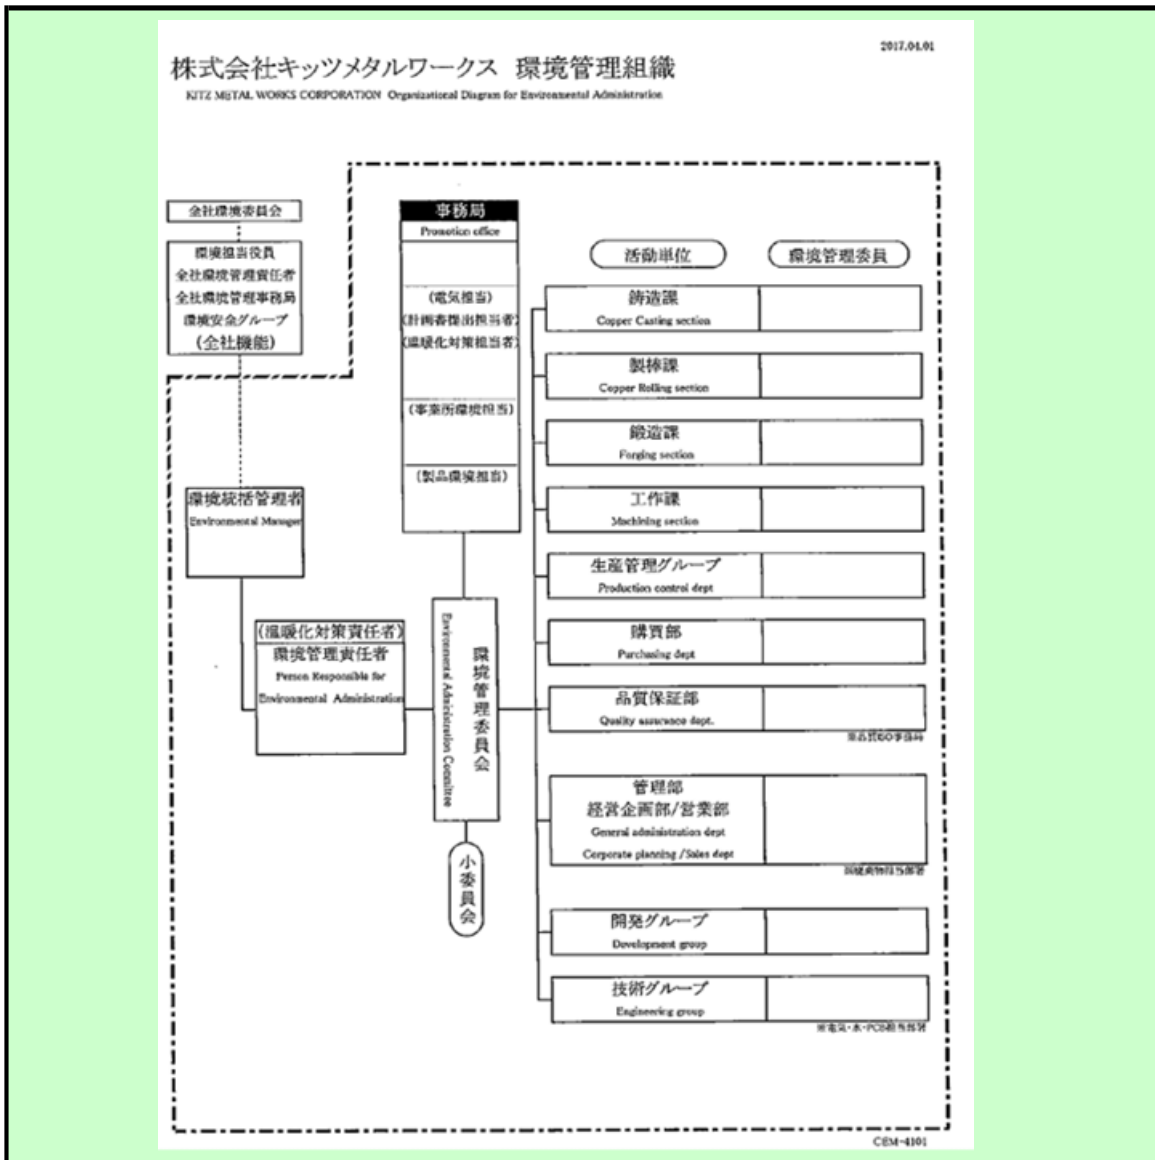 2017.04.01
株式会社キッツメタルワークス 環境管理組織
KITZ METAL WORKS CORPORATION Organizational Diagram for Environmental Administration
全社環境委員会
環境担当役員
全社環境管理責任者
全社環境管理事務局
環境安全グループ
(全社機能)
事務局
Promotion office
(電気担当)
(計画書提出担当者)
(温暖化対策担当者)
(事業所環境担当)
(製品環境担当)
環境統括管理者
Environmental Manager
(温暖化対策責任者)
環境管理責任者
Person Responsible for
Environmental Administration
環境管理委員会
Environmental Administration Committee
小委員会
活動単位
環境管理委員
鋳造課
Copper Casting section
製棒課
Copper Rolling section
鍛造課
Forging section
工作課
Machining section
生産管理グループ
Production control dept
購買部
Purchasing dept
品質保証部
Quality assurance dept.
管理部
経営企画部/営業部
General administration dept
Corporate planning /Sales dept
開発グループ
Development group
技術グループ
Engineering group
CEM-4101